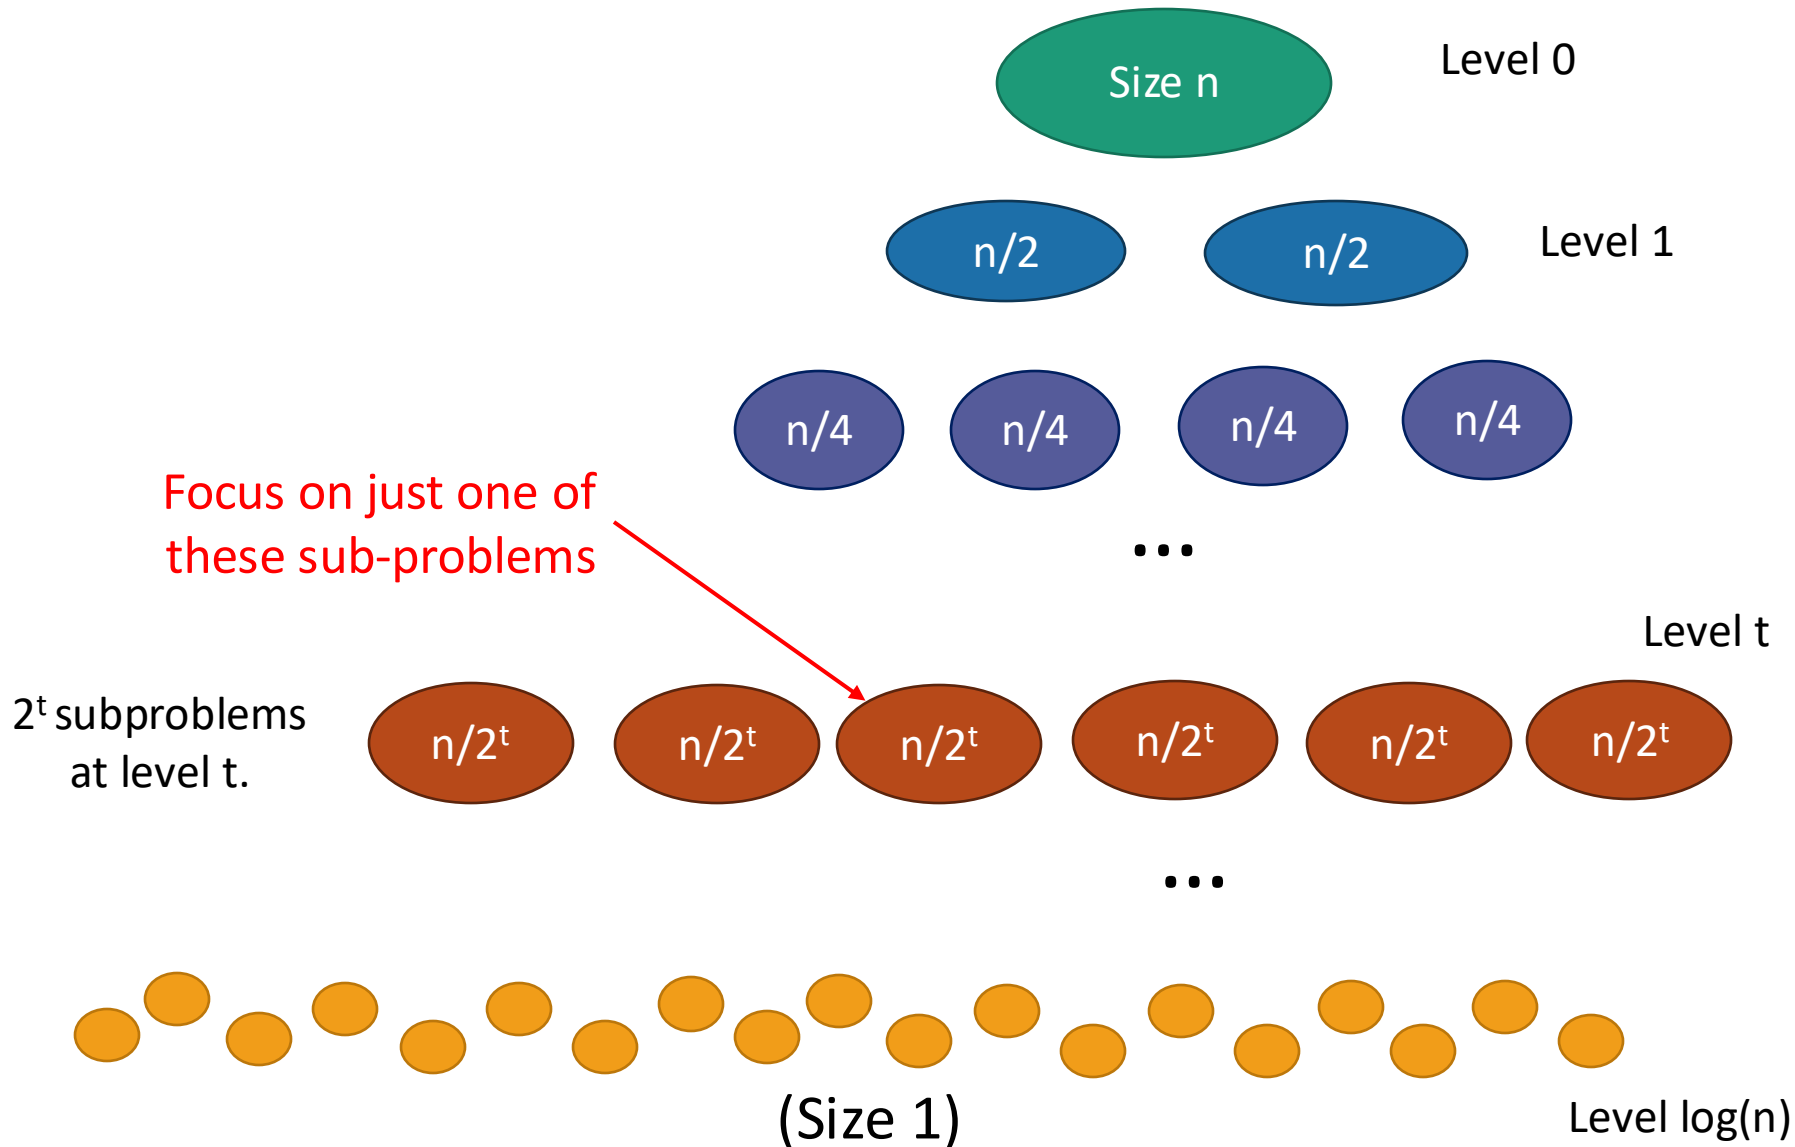 Size n
Level 0
n/2 n/2
Level 1
n/4 n/4 n/4 n/4
Focus on just one of
these sub-problems
...
Level t
2ᵗ subproblems
at level t.
n/2ᵗ n/2ᵗ n/2ᵗ n/2ᵗ n/2ᵗ n/2ᵗ
...
(Size 1)
Level log(n)